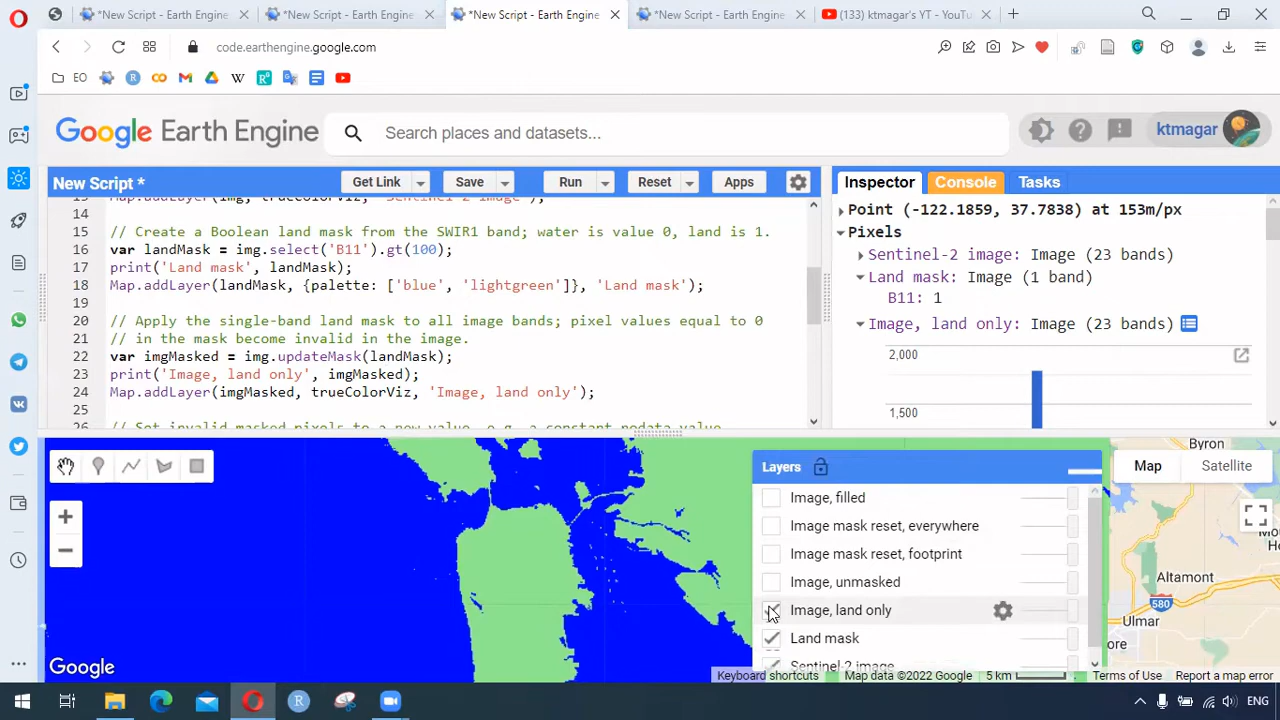 *New Script - Earth Engine
*New Script - Earth Engine
*New Script - Earth Engine
*New Script - Earth Engine
(133) ktmagar's YT - YouTu
code.earthengine.google.com
EO
Google Earth Engine
Search places and datasets...
ktmagar
New Script *
Get Link
Save
Run
Reset
Apps
Inspector
Console
Tasks
14
15 // Create a Boolean land mask from the SWIR1 band; water is value 0, land is 1.
16 var landMask = img.select('B11').gt(100);
17 print('Land mask', landMask);
18 Map.addLayer(landMask, {palette: ['blue', 'lightgreen']}, 'Land mask');
19
20 // Apply the single-band land mask to all image bands; pixel values equal to 0
21 // in the mask become invalid in the image.
22 var imgMasked = img.updateMask(landMask);
23 print('Image, land only', imgMasked);
24 Map.addLayer(imgMasked, trueColorViz, 'Image, land only');
25
Point (-122.1859, 37.7838) at 153m/px
Pixels
Sentinel-2 image: Image (23 bands)
Land mask: Image (1 band)
B11: 1
Image, land only: Image (23 bands)
2,000
1,500
Layers
Image, filled
Image mask reset, everywhere
Image mask reset, footprint
Image, unmasked
Image, land only
Land mask
Sentinel-2 image
Map
Satellite
Byron
Altamont
580
Ulmar
Google
Keyboard shortcuts
Map data ©2022 Google
5 km
Terms of Use
Report a map error
ENG